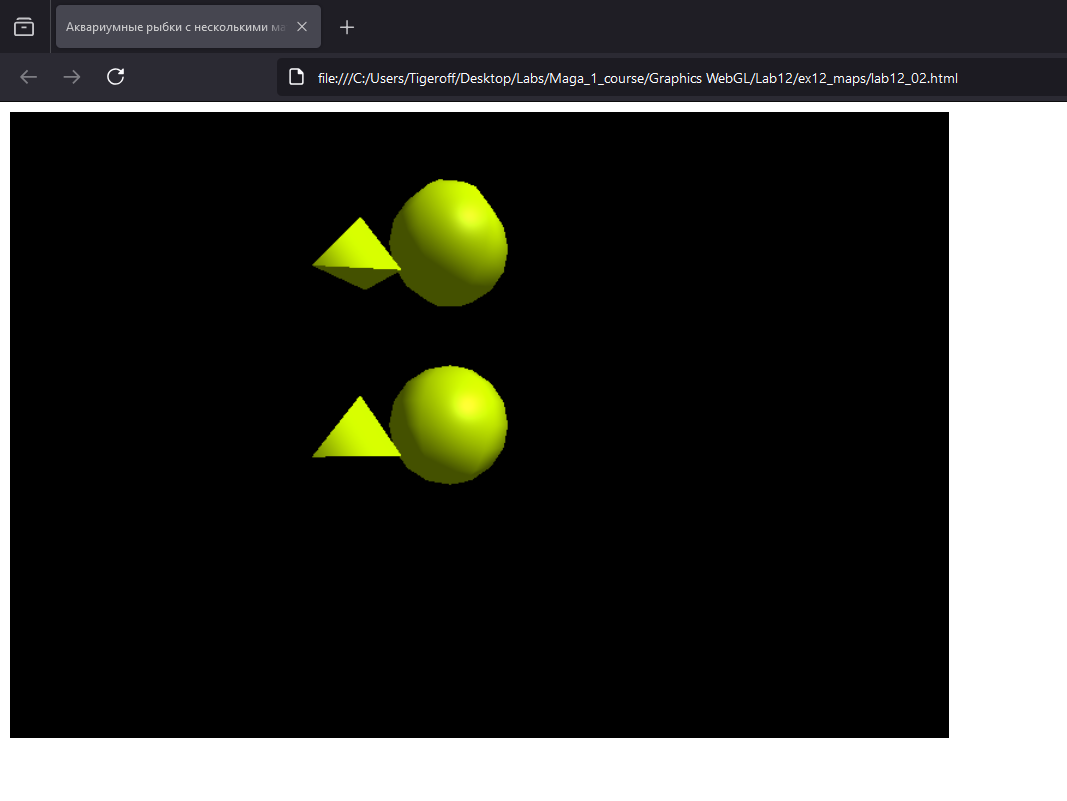 Аквариумные рыбки с несколькими ма
file:///C:/Users/Tigeroff/Desktop/Labs/Maga_1_course/Graphics WebGL/Lab12/ex12_maps/lab12_02.html